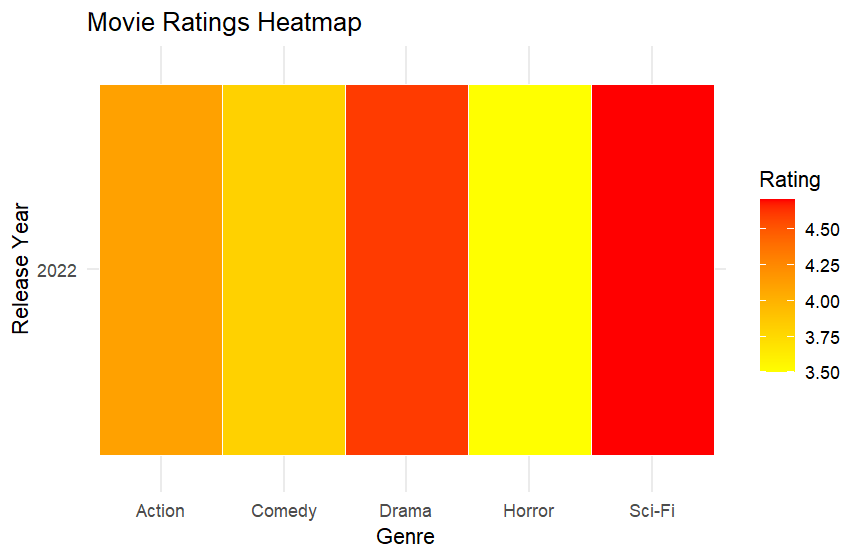 Movie Ratings Heatmap
Release Year
2022
Action Comedy Drama Horror Sci-Fi
Genre
Rating
4.50
4.25
4.00
3.75
3.50